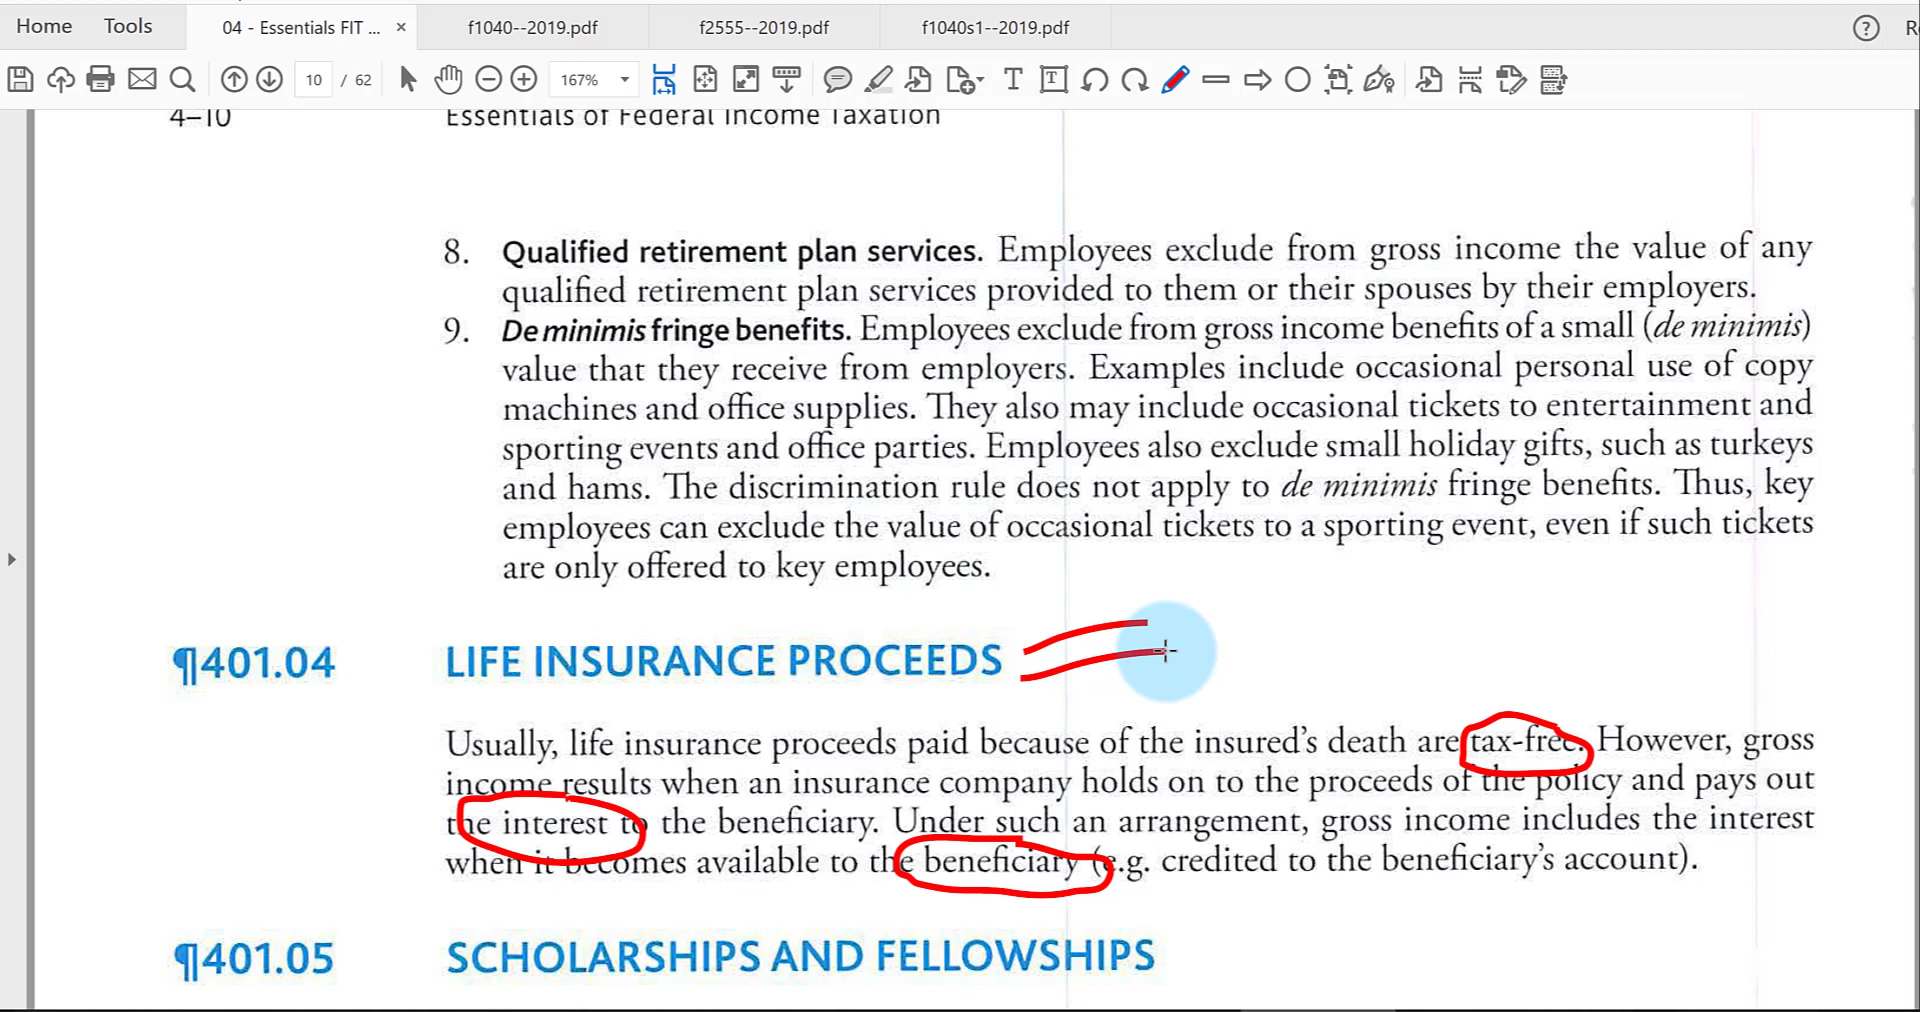 Home Tools 04 - Essentials FIT ... × f1040--2019.pdf f2555--2019.pdf f1040s1--2019.pdf ? R
10 / 62 167% T T
4–10 Essentials of Federal Income Taxation
8. Qualified retirement plan services. Employees exclude from gross income the value of any
qualified retirement plan services provided to them or their spouses by their employers.
9. De minimis fringe benefits. Employees exclude from gross income benefits of a small (de minimis)
value that they receive from employers. Examples include occasional personal use of copy
machines and office supplies. They also may include occasional tickets to entertainment and
sporting events and office parties. Employees also exclude small holiday gifts, such as turkeys
and hams. The discrimination rule does not apply to de minimis fringe benefits. Thus, key
employees can exclude the value of occasional tickets to a sporting event, even if such tickets
are only offered to key employees.
¶401.04 LIFE INSURANCE PROCEEDS
Usually, life insurance proceeds paid because of the insured's death are tax-free. However, gross
income results when an insurance company holds on to the proceeds of the policy and pays out
the interest to the beneficiary. Under such an arrangement, gross income includes the interest
when it becomes available to the beneficiary (e.g. credited to the beneficiary's account).
¶401.05 SCHOLARSHIPS AND FELLOWSHIPS